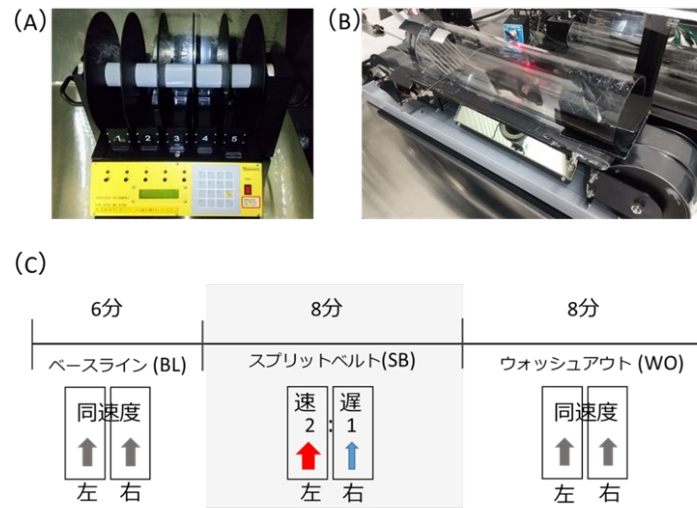 (A)
(B)
1 2 3 4 5
(C)
6分 8分 8分
ベースライン (BL) スプリットベルト(SB) ウォッシュアウト (WO)
同速度 速 遅 同速度
2 : 1
左 右 左 右 左 右